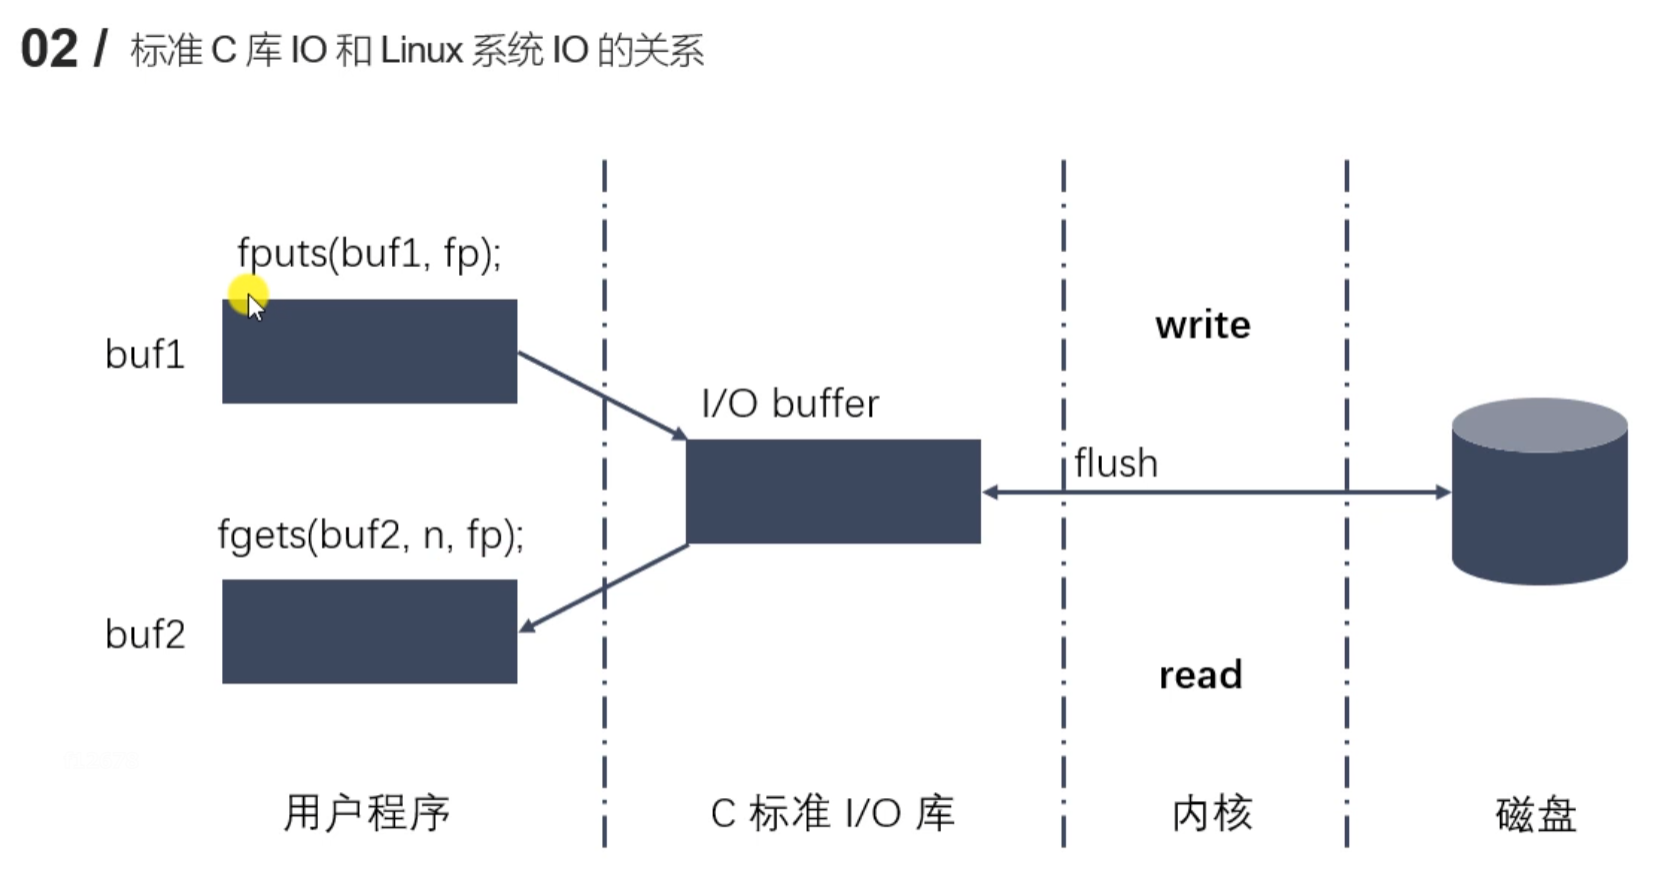 02 / 标准 C 库 IO 和 Linux 系统 IO 的关系
fputs(buf1, fp);
buf1
write
I/O buffer
flush
fgets(buf2, n, fp);
buf2
read
用户程序
C 标准 I/O 库
内核
磁盘